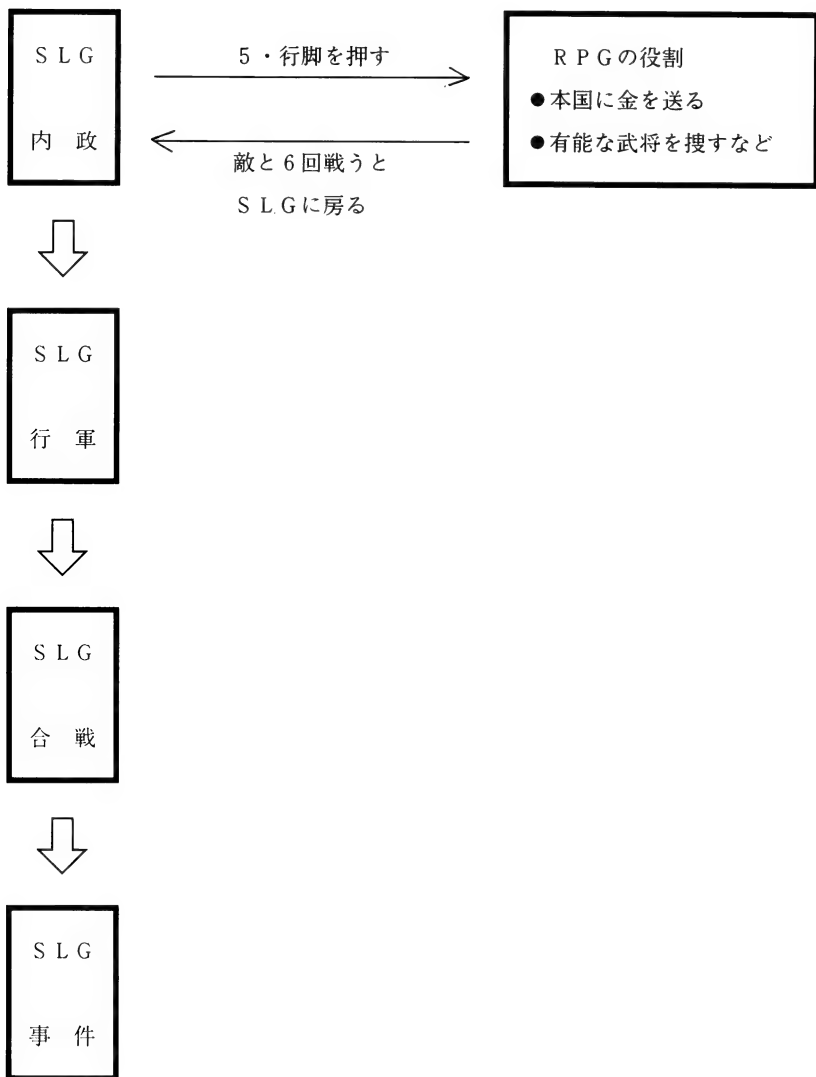 SLG
内政
5・行脚を押す
敵と6回戦うと
SLGに房る
RPGの役割
●本国に金を送る
●有能な武将を捜すなど
SLG
行軍
SLG
合戦
SLG
事件